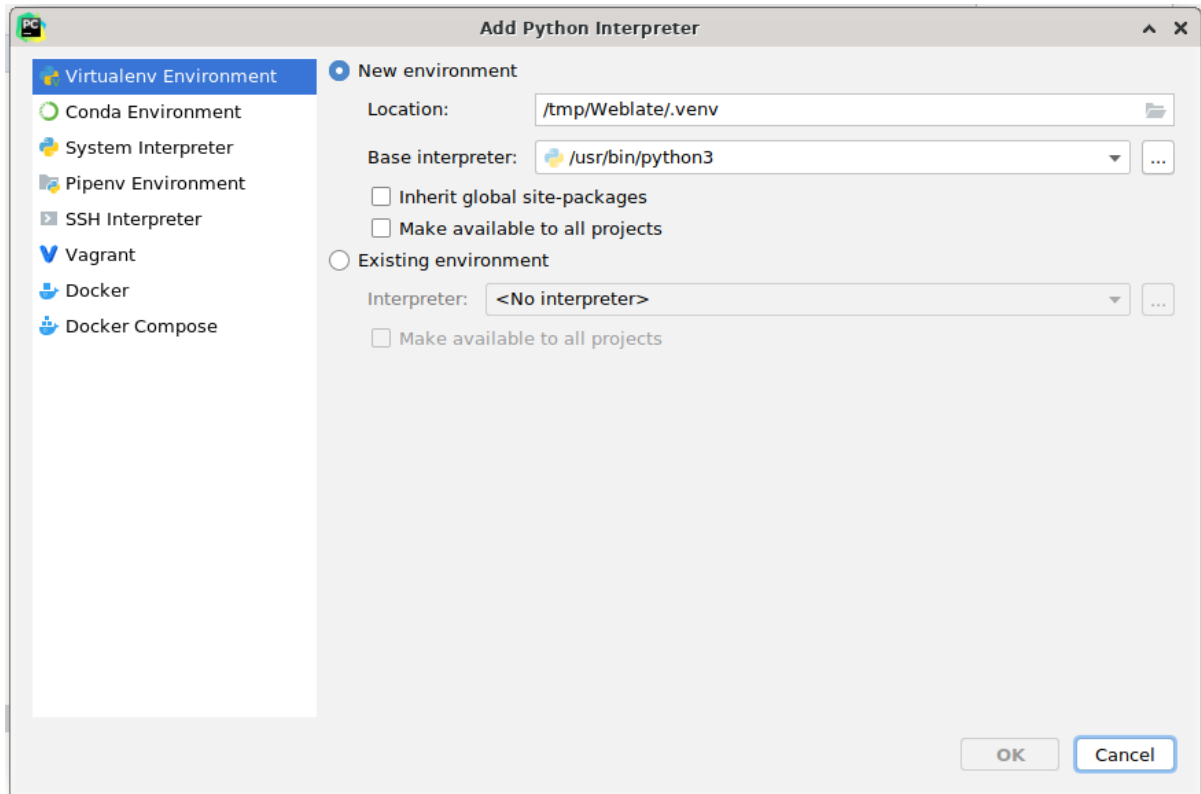 PC
Add Python Interpreter
Virtualenv Environment
Conda Environment
System Interpreter
Pipenv Environment
SSH Interpreter
Vagrant
Docker
Docker Compose
New environment
Location: /tmp/Weblate/.venv
Base interpreter: /usr/bin/python3 ...
Inherit global site-packages
Make available to all projects
Existing environment
Interpreter: <No interpreter> ...
Make available to all projects
OK Cancel